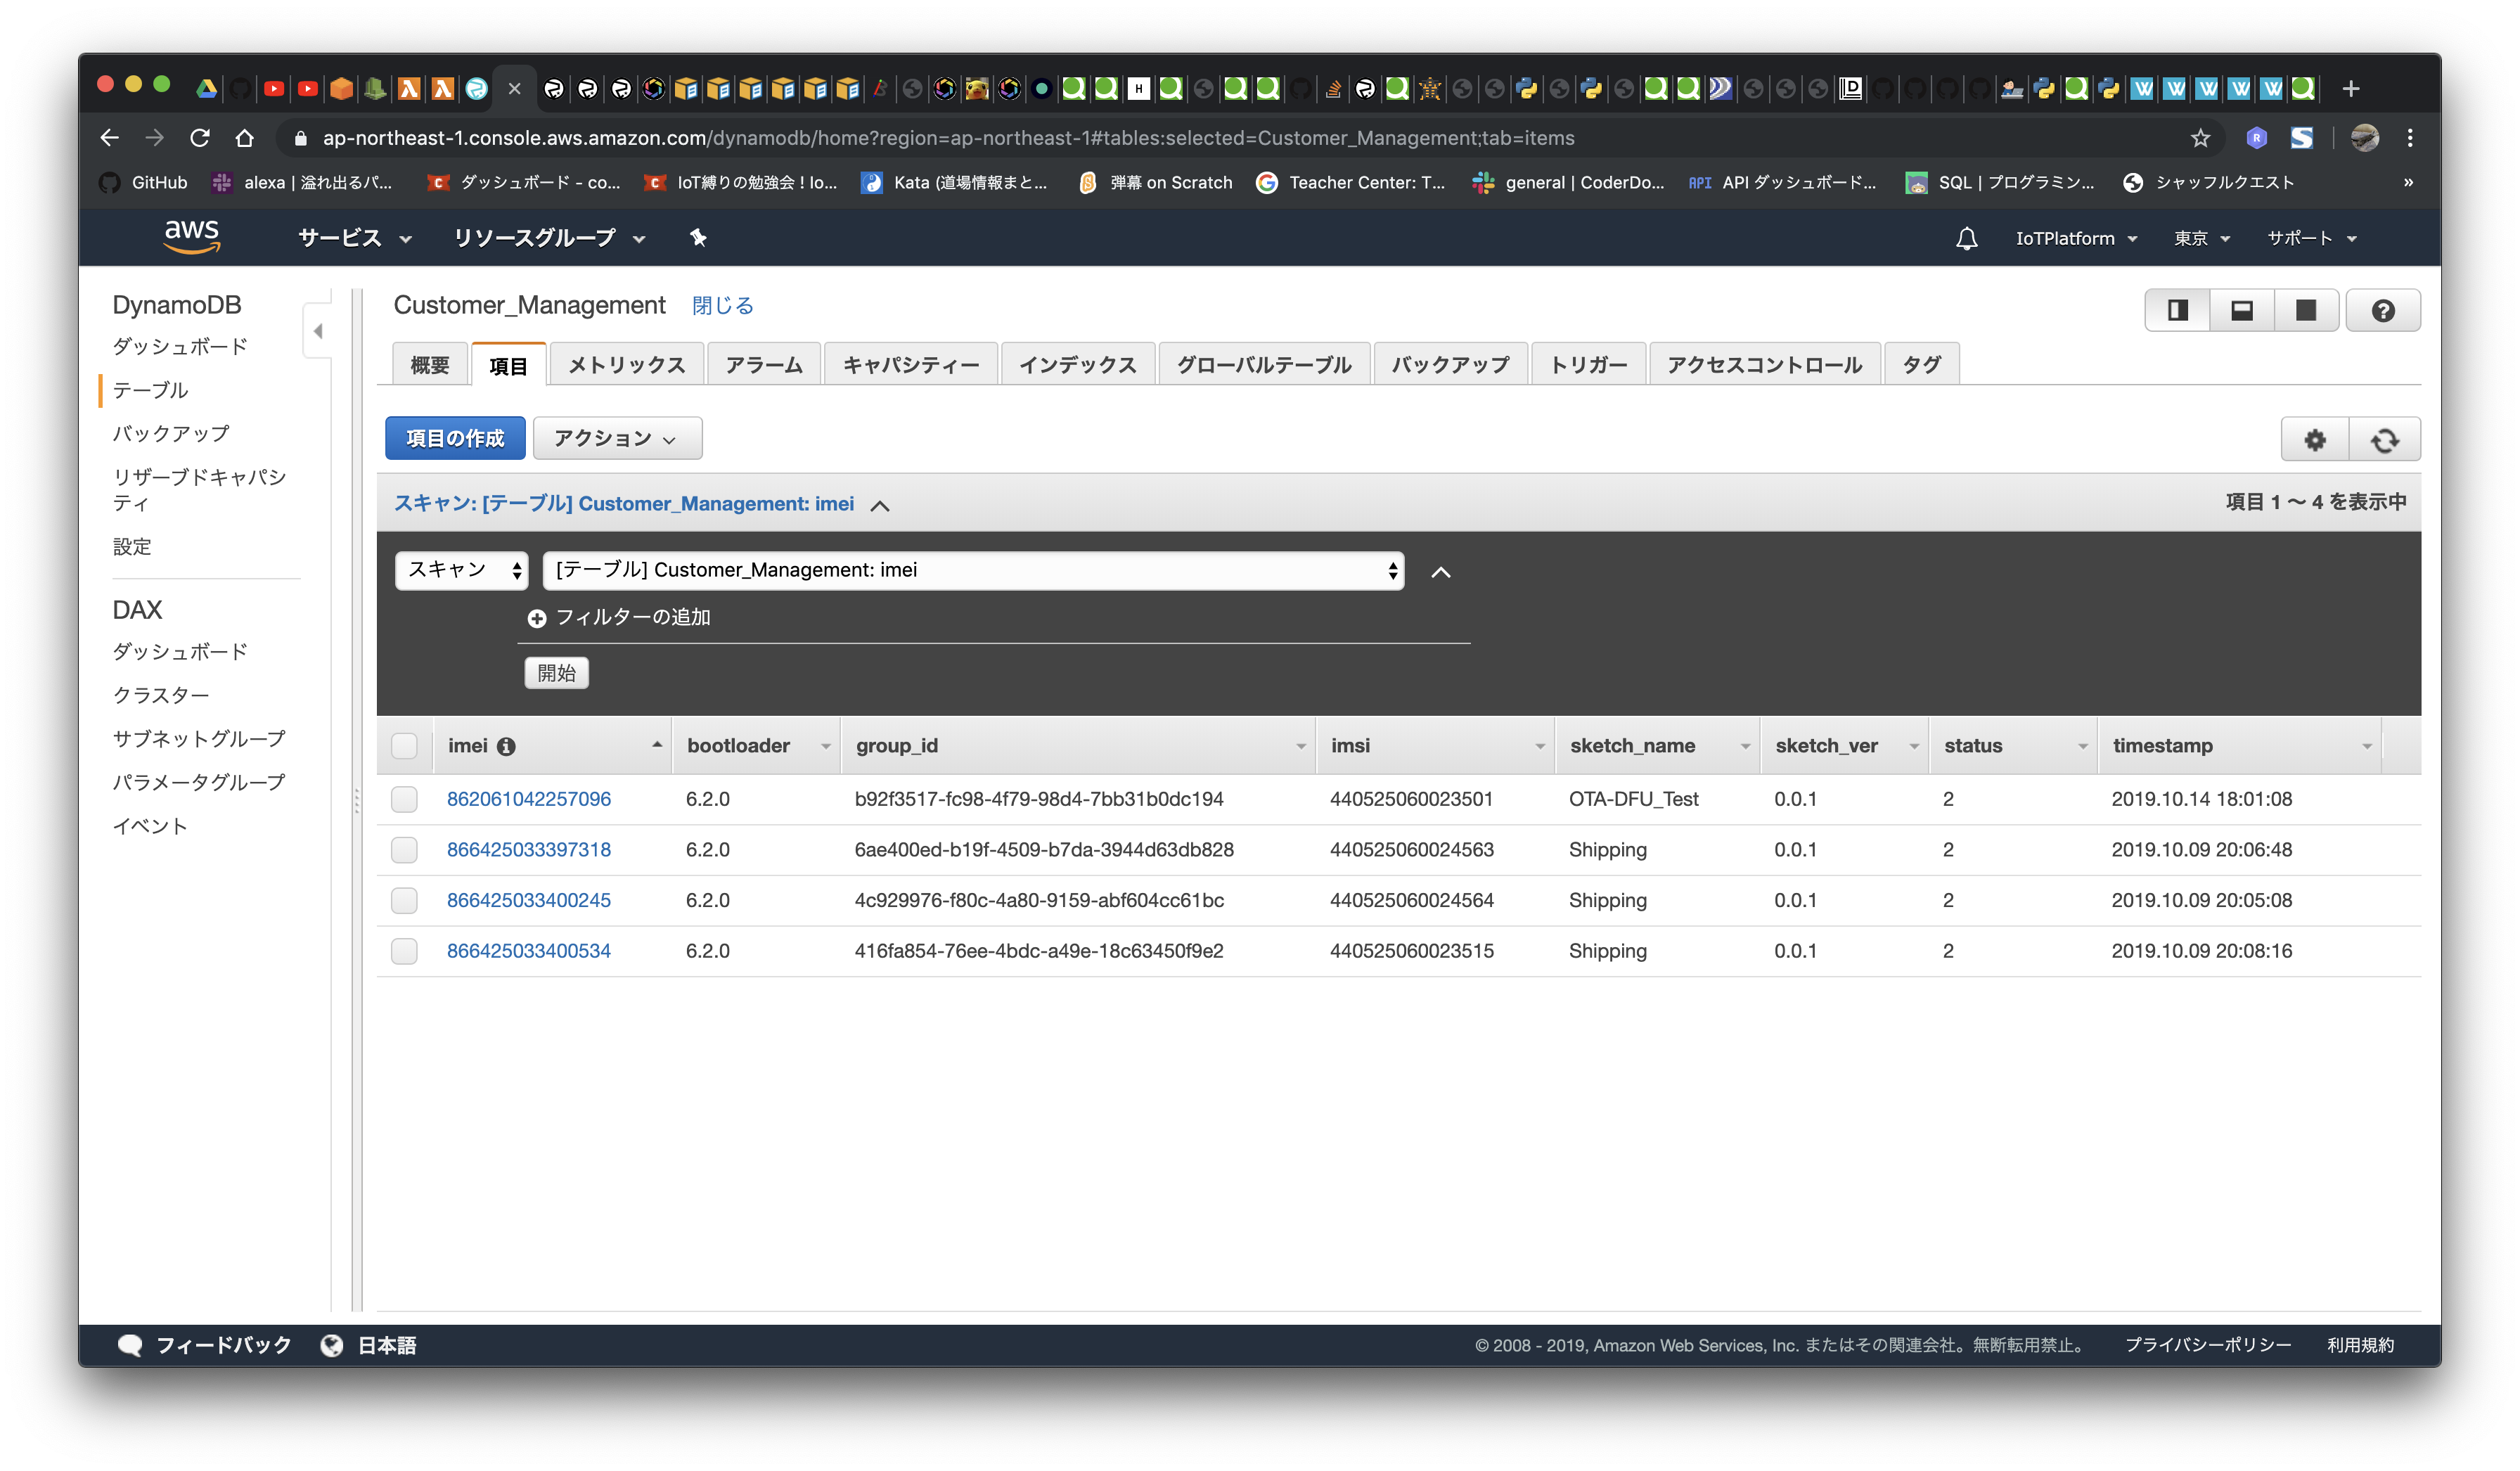 ap-northeast-1.console.aws.amazon.com/dynamodb/home?region=ap-northeast-1#tables:selected=Customer_Management;tab=items
GitHub alexa | 溢れ出るパ... ダッシュボード - co... IoT縛りの勉強会！Io... Kata (道場情報まと... 弾幕 on Scratch Teacher Center: T... general | CoderDo... API API ダッシュボード... SQL | プログラミン... シャッフルクエスト »
aws サービス リソースグループ IoTPlatform 東京 サポート
DynamoDB
ダッシュボード
テーブル
バックアップ
リザーブドキャパシ
ティ
設定
DAX
ダッシュボード
クラスター
サブネットグループ
パラメータグループ
イベント
Customer_Management 閉じる
概要 項目 メトリックス アラーム キャパシティー インデックス グローバルテーブル バックアップ トリガー アクセスコントロール タグ
項目の作成 アクション
スキャン: [テーブル] Customer_Management: imei 項目 1 〜 4 を表示中
スキャン [テーブル] Customer_Management: imei
フィルターの追加
開始
imei bootloader group_id imsi sketch_name sketch_ver status timestamp
862061042257096 6.2.0 b92f3517-fc98-4f79-98d4-7bb31b0dc194 440525060023501 OTA-DFU_Test 0.0.1 2 2019.10.14 18:01:08
866425033397318 6.2.0 6ae400ed-b19f-4509-b7da-3944d63db828 440525060024563 Shipping 0.0.1 2 2019.10.09 20:06:48
866425033400245 6.2.0 4c929976-f80c-4a80-9159-abf604cc61bc 440525060024564 Shipping 0.0.1 2 2019.10.09 20:05:08
866425033400534 6.2.0 416fa854-76ee-4bdc-a49e-18c63450f9e2 440525060023515 Shipping 0.0.1 2 2019.10.09 20:08:16
フィードバック 日本語 © 2008 - 2019, Amazon Web Services, Inc. またはその関連会社。無断転用禁止。 プライバシーポリシー 利用規約